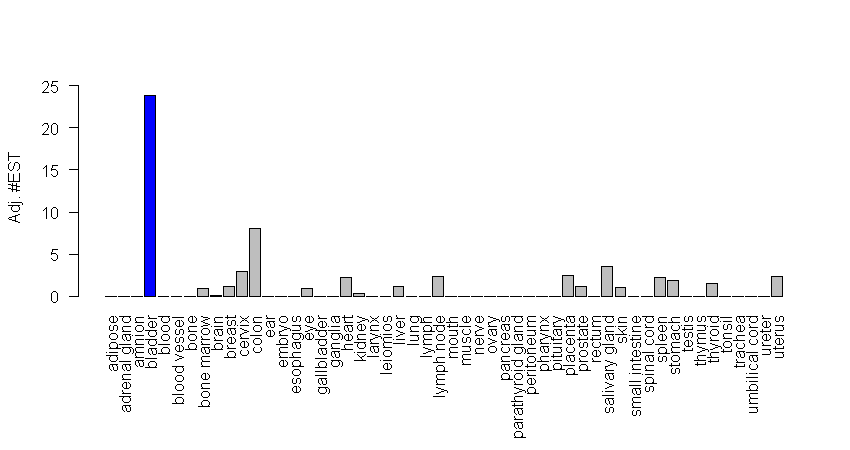 25
20
15
10
5
0
Adj. #EST
adipose
adrenal gland
amnion
bladder
blood
blood vessel
bone
bone marrow
brain
breast
cervix
colon
ear
embryo
esophagus
eye
gallbladder
ganglia
heart
kidney
larynx
leiomios
liver
lung
lymph
lymph node
mouth
muscle
nerve
ovary
pancreas
parathyroid gland
peritoneum
pharynx
pituitary
placenta
prostate
rectum
salivary gland
skin
small intestine
spinal cord
spleen
stomach
testis
thymus
thyroid
tonsil
trachea
umbilical cord
ureter
uterus